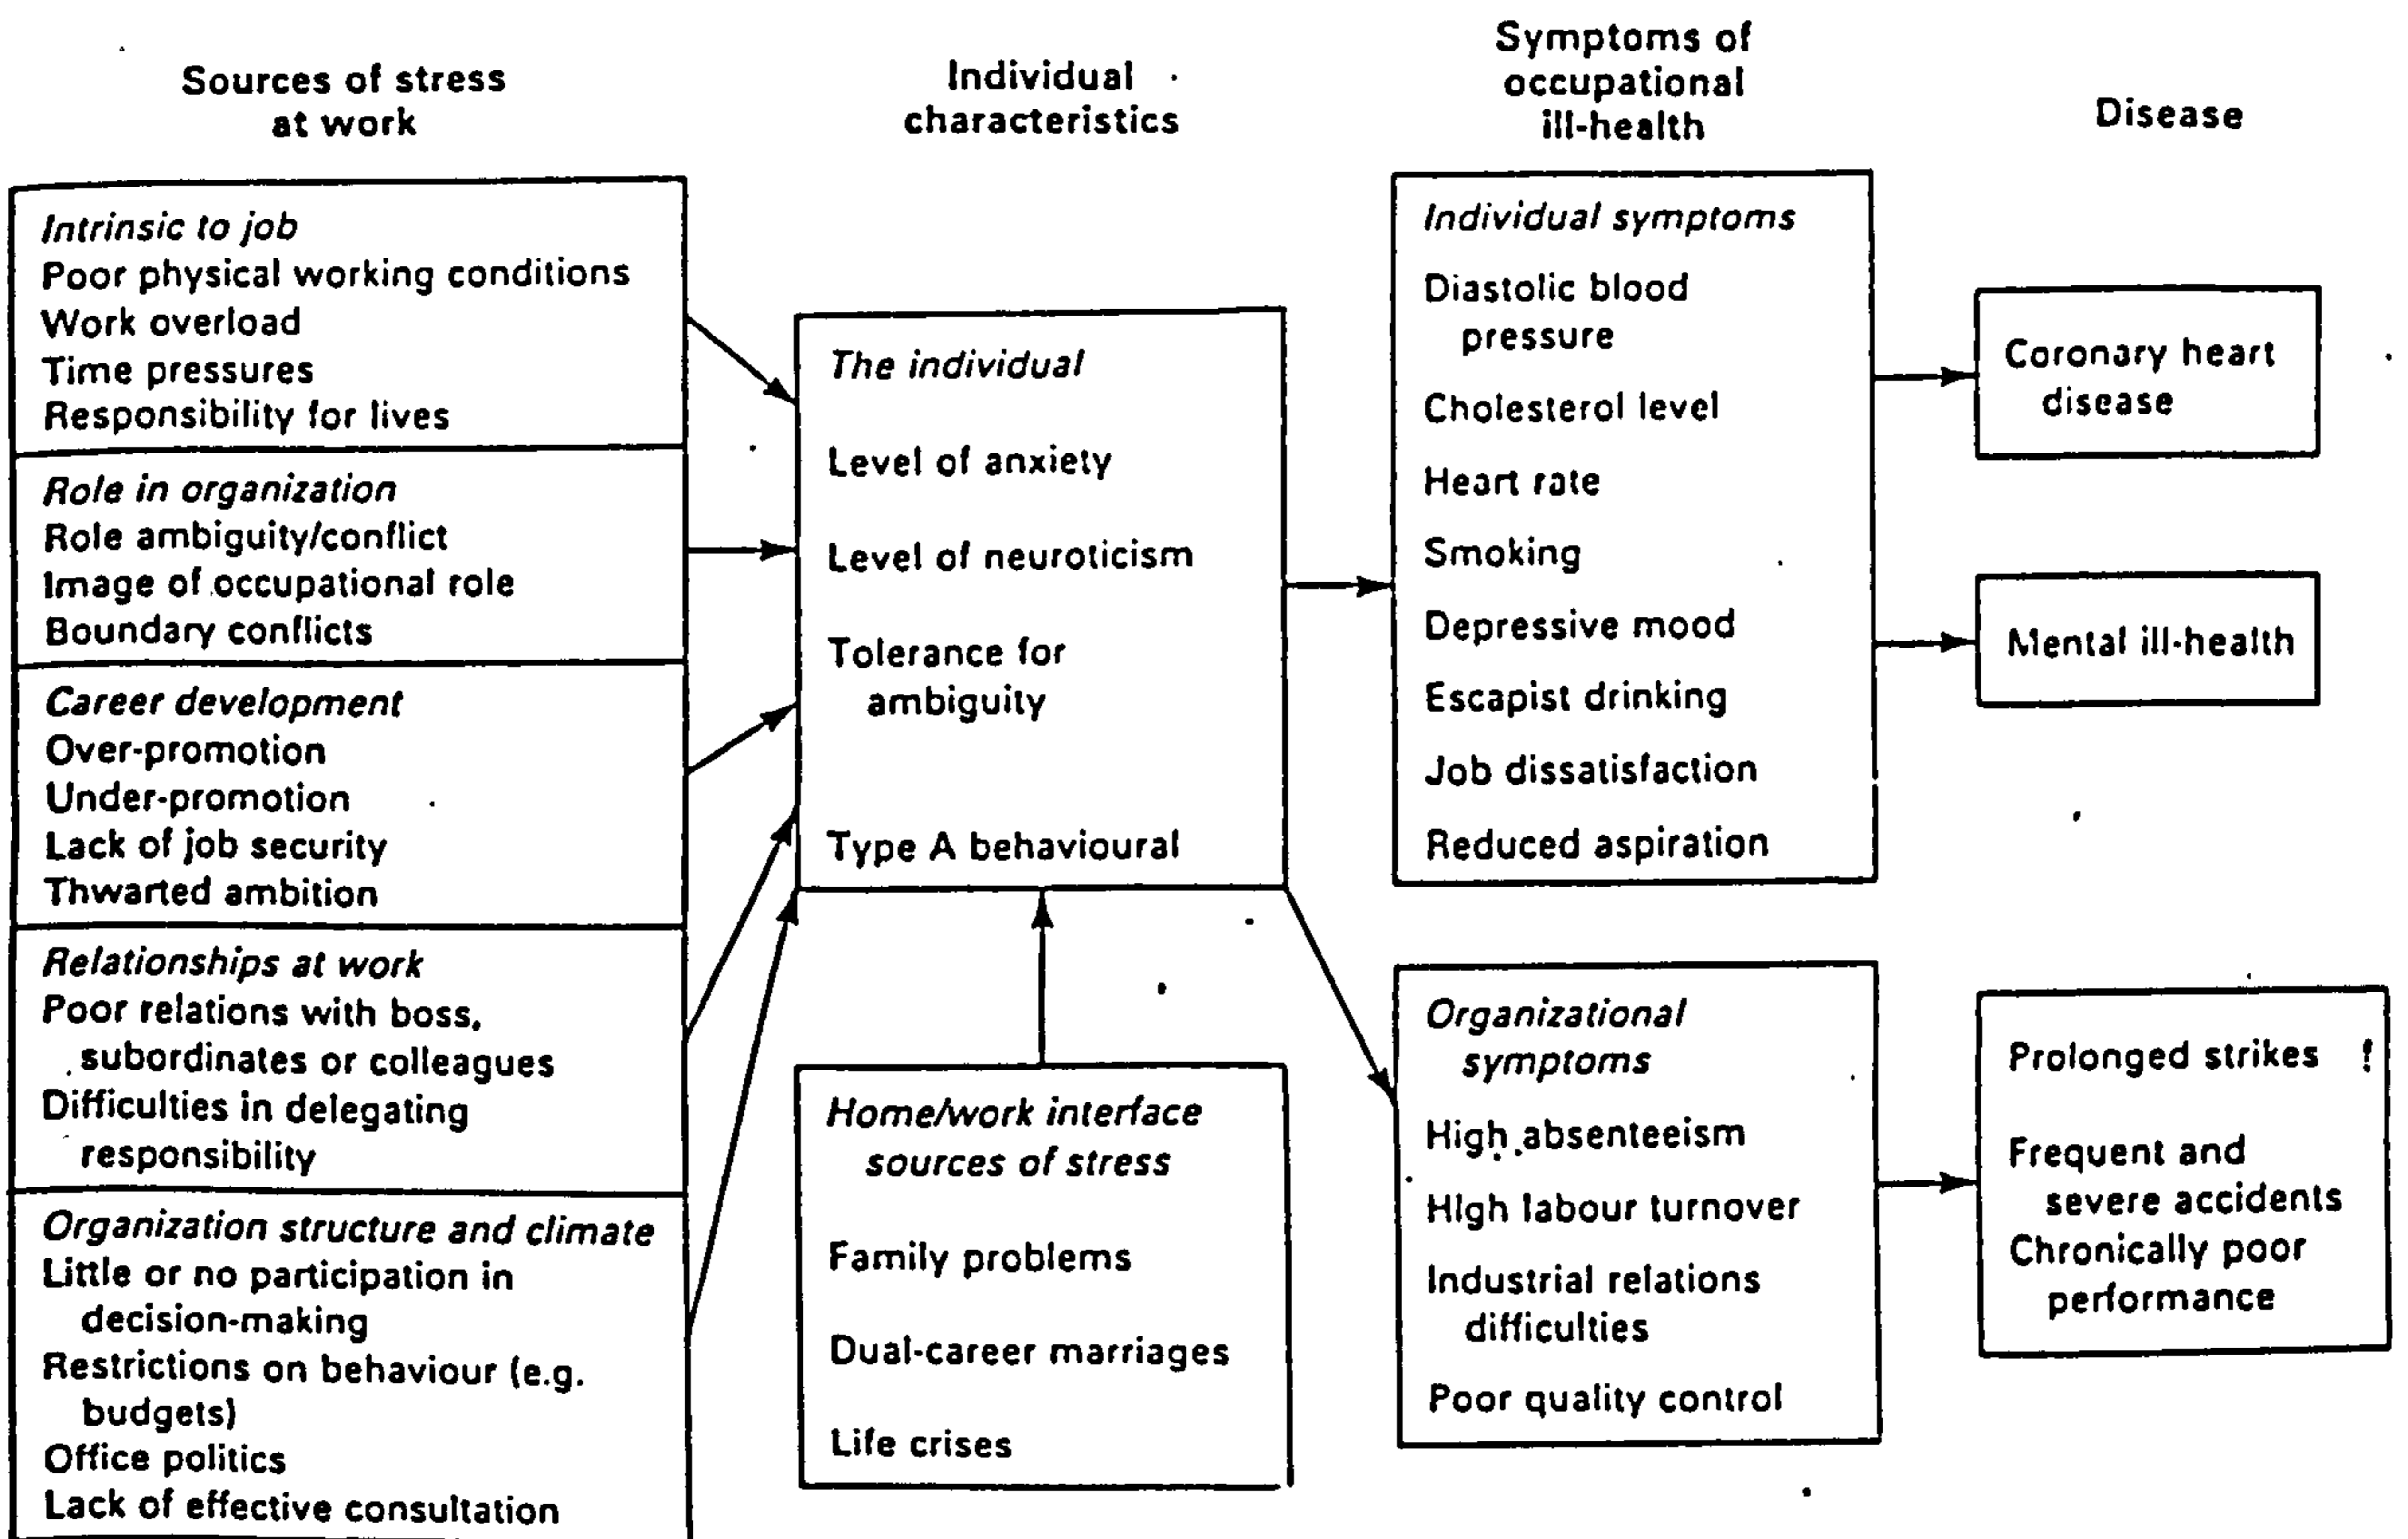 Sources of stress
at work
Intrinsic to job
Poor physical working conditions
Work overload
Time pressures
Responsibility for lives
Role in organization
Role ambiguity/conflict
Image of occupational role
Boundary conflicts
Career development
Over-promotion
Under-promotion
Lack of job security
Thwarted ambition
Relationships at work
Poor relations with boss,
subordinates or colleagues
Difficulties in delegating
responsibility
Organization structure and climate
Little or no participation in
decision-making
Restrictions on behaviour (e.g.
budgets)
Office politics
Lack of effective consultation
Individual
characteristics
The individual
Level of anxiety
Level of neuroticism
Tolerance for
ambiguity
Type A behavioural
Home/work interface
sources of stress
Family problems
Dual-career marriages
Life crises
Symptoms of
occupational
ill-health
Individual symptoms
Diastolic blood
pressure
Cholesterol level
Heart rate
Smoking
Depressive mood
Escapist drinking
Job dissatisfaction
Reduced aspiration
Organizational
symptoms
High absenteeism
High labour turnover
Industrial relations
difficulties
Poor quality control
Disease
Coronary heart
disease
Mental ill-health
Prolonged strikes
Frequent and
severe accidents
Chronically poor
performance